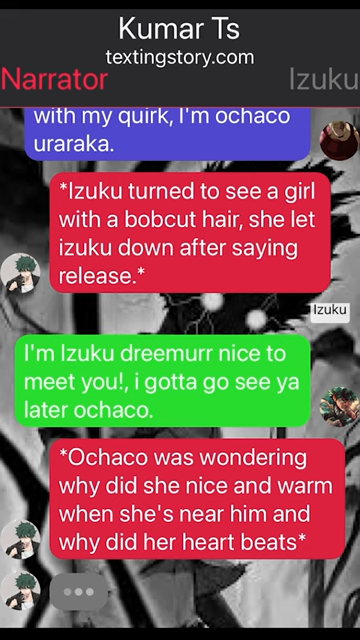 Kumar Ts
textingstory.com
Narrator
Izuku
with my quirk, I'm ochaco
uraraka.
*Izuku turned to see a girl
with a bobcut hair, she let
izuku down after saying
release.*
Izuku
I'm Izuku dreemurr nice to
meet you!, i gotta go see ya
later ochaco.
*Ochaco was wondering
why did she nice and warm
when she's near him and
why did her heart beats*